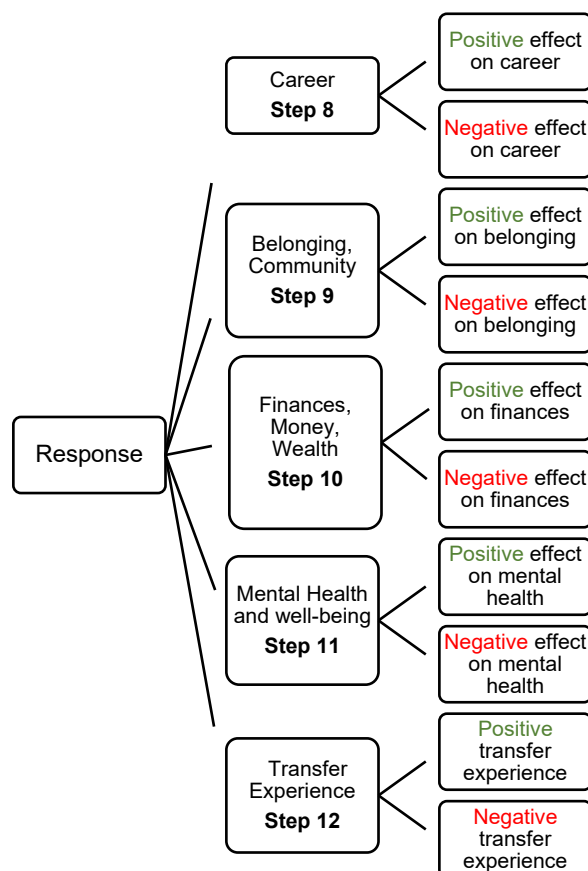 Response
Career
Step 8
Positive effect
on career
Negative effect
on career
Belonging,
Community
Step 9
Positive effect
on belonging
Negative effect
on belonging
Finances,
Money,
Wealth
Step 10
Positive effect
on finances
Negative effect
on finances
Mental Health
and well-being
Step 11
Positive effect
on mental
health
Negative effect
on mental
health
Transfer
Experience
Step 12
Positive
transfer
experience
Negative
transfer
experience